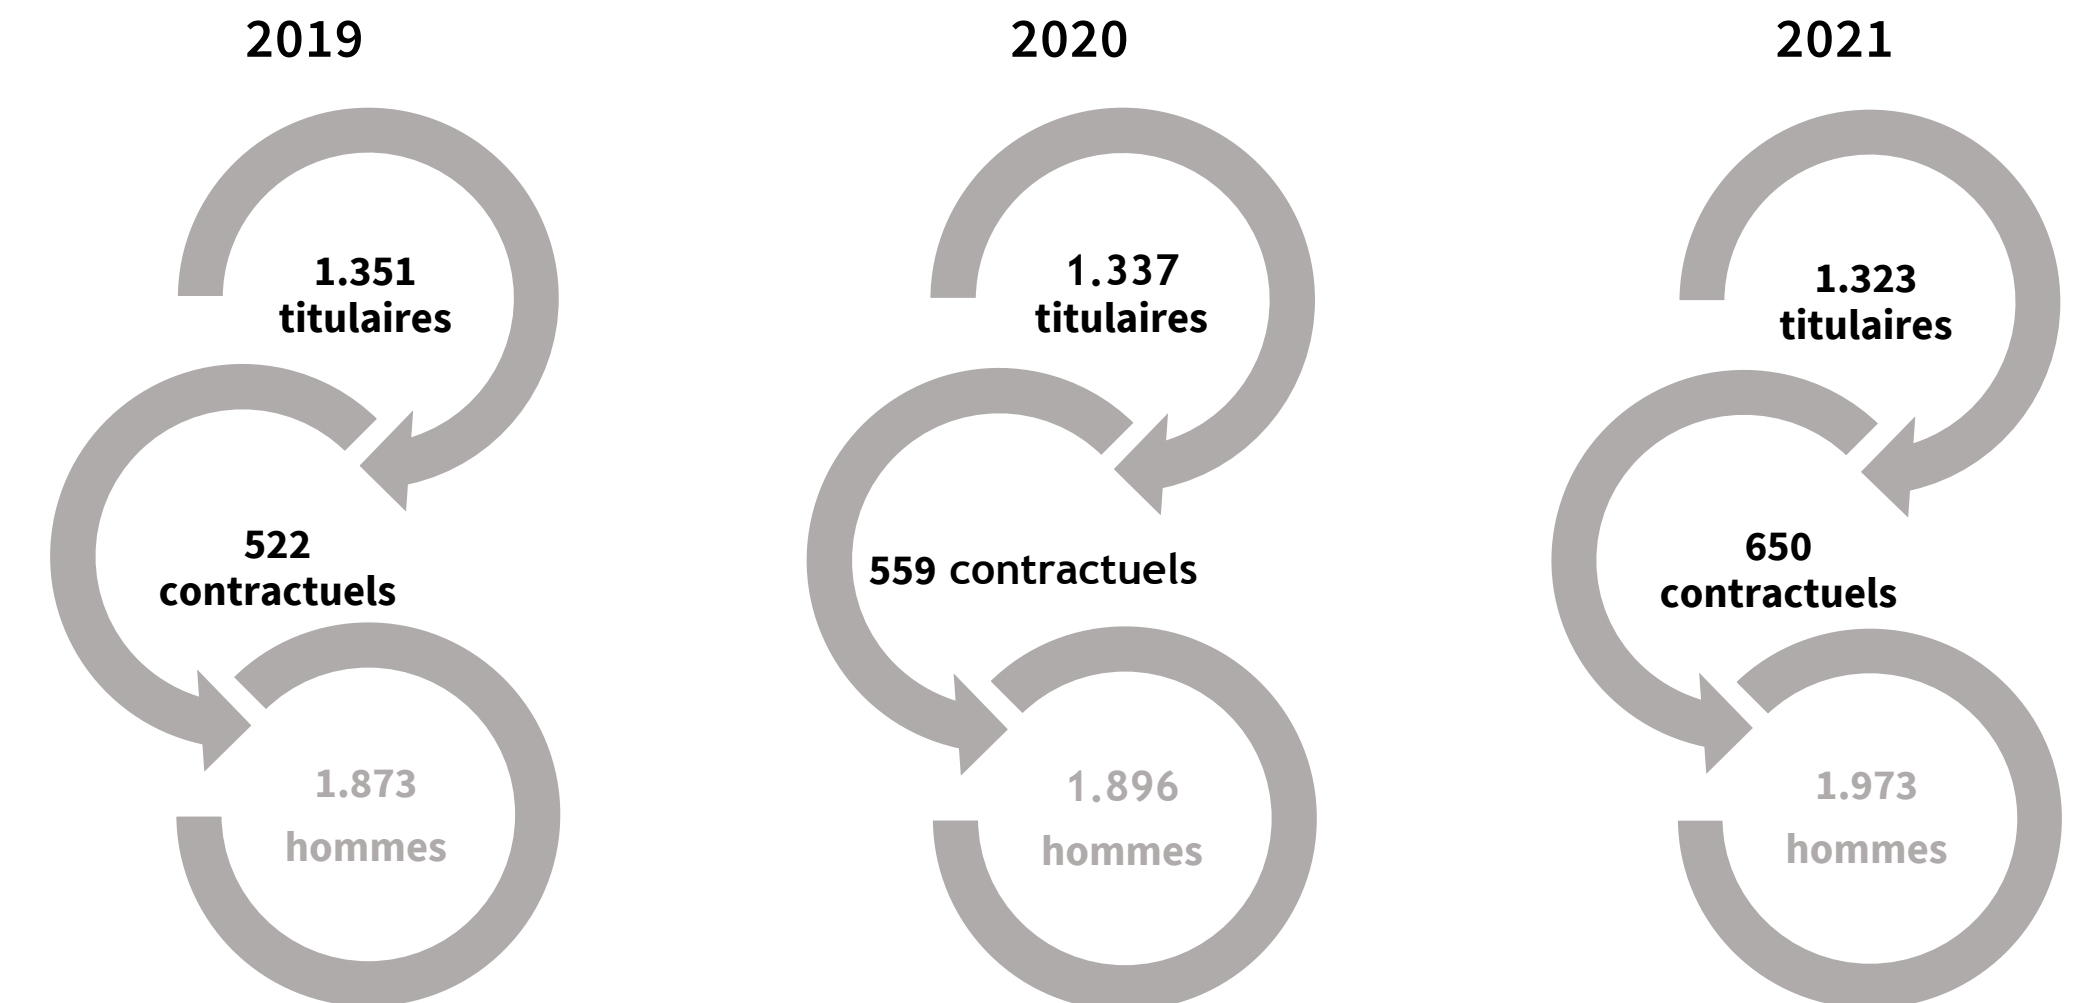 2019
1.351
titulaires
522
contractuels
1.873
hommes
2020
1.337
titulaires
559 contractuels
1.896
hommes
2021
1.323
titulaires
650
contractuels
1.973
hommes